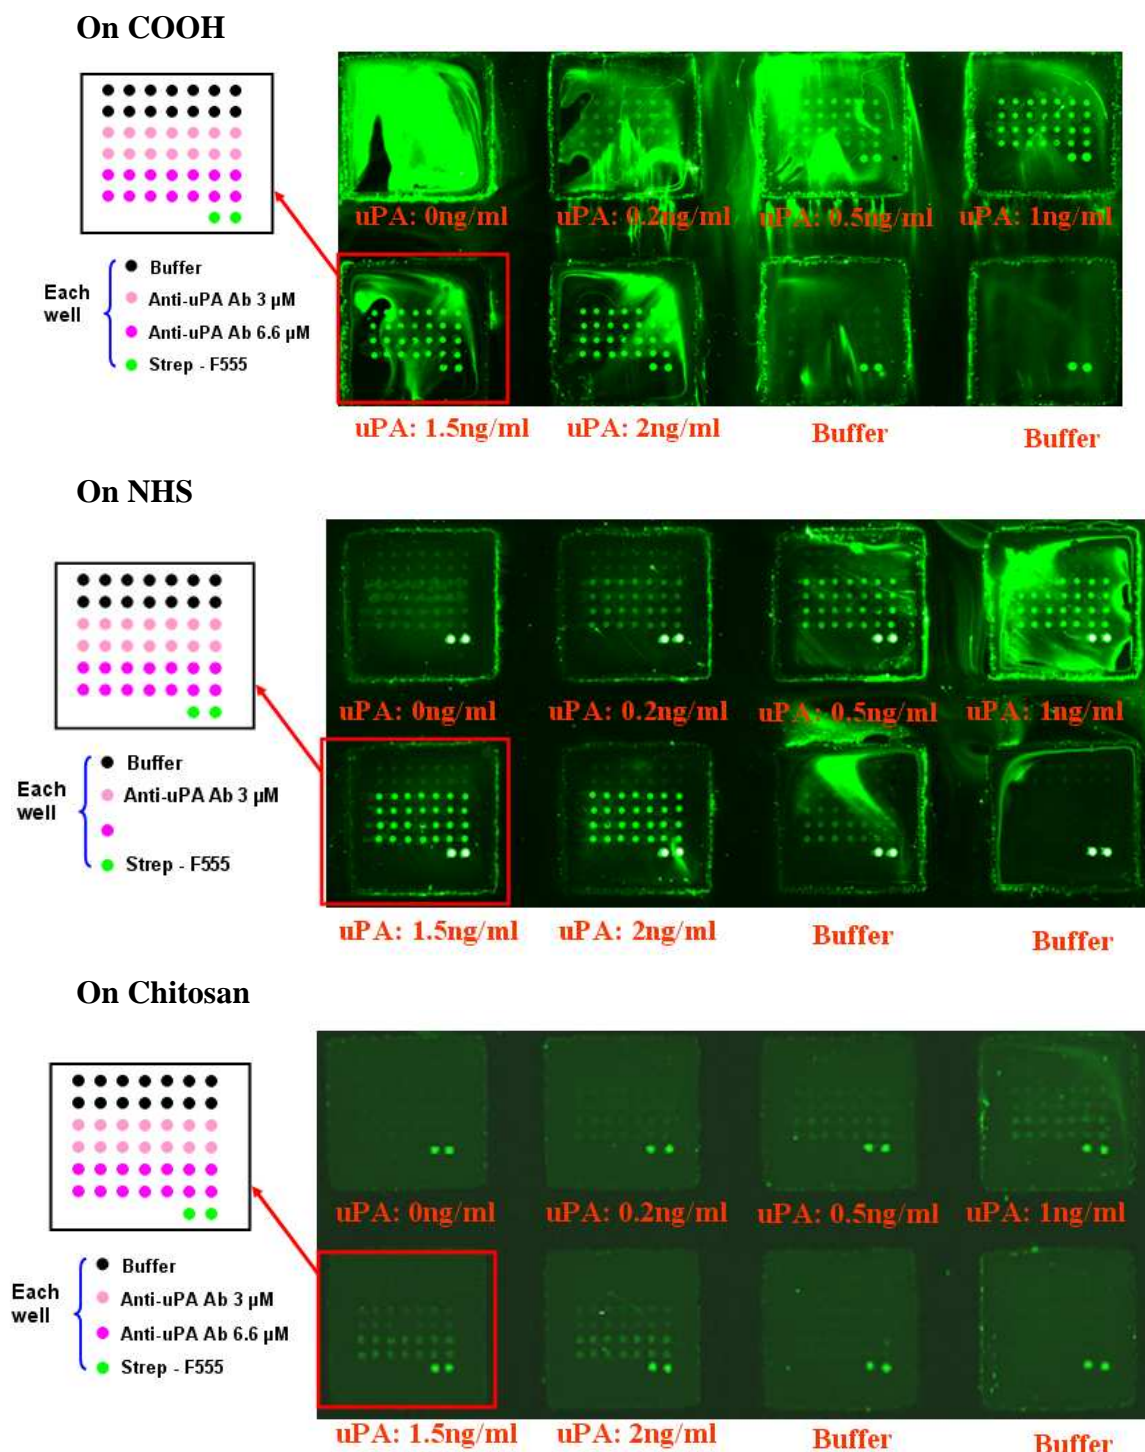 On COOH
uPA: 0ng/ml uPA: 0.2ng/ml uPA: 0.5ng/ml uPA: 1ng/ml
Each well
Buffer
Anti-uPA Ab 3 µM
Anti-uPA Ab 6.6 µM
Strep - F555
uPA: 1.5ng/ml uPA: 2ng/ml Buffer Buffer
On NHS
uPA: 0ng/ml uPA: 0.2ng/ml uPA: 0.5ng/ml uPA: 1ng/ml
Each well
Buffer
Anti-uPA Ab 3 µM
Strep - F555
uPA: 1.5ng/ml uPA: 2ng/ml Buffer Buffer
On Chitosan
uPA: 0ng/ml uPA: 0.2ng/ml uPA: 0.5ng/ml uPA: 1ng/ml
Each well
Buffer
Anti-uPA Ab 3 µM
Anti-uPA Ab 6.6 µM
Strep - F555
uPA: 1.5ng/ml uPA: 2ng/ml Buffer Buffer